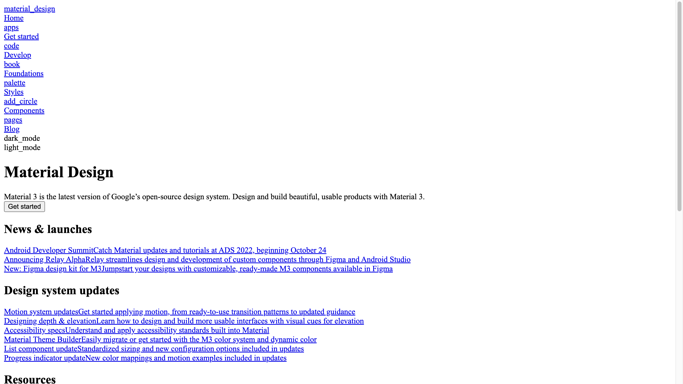 material_design
Home
apps
Get started
code
Develop
book
Foundations
palette
Styles
add_circle
Components
pages
Blog
dark_mode
light_mode
Material Design
Material 3 is the latest version of Google’s open-source design system. Design and build beautiful, usable products with Material 3.
Get started
News & launches
Android Developer SummitCatch Material updates and tutorials at ADS 2022, beginning October 24
Announcing Relay AlphaRelay streamlines design and development of custom components through Figma and Android Studio
New: Figma design kit for M3Jumpstart your designs with customizable, ready-made M3 components available in Figma
Design system updates
Motion system updatesGet started applying motion, from ready-to-use transition patterns to updated guidance
Designing depth & elevationLearn how to design and build more usable interfaces with visual cues for elevation
Accessibility specsUnderstand and apply accessibility standards built into Material
Material Theme BuilderEasily migrate or get started with the M3 color system and dynamic color
List component updateStandardized sizing and new configuration options included in updates
Progress indicator updateNew color mappings and motion examples included in updates
Resources